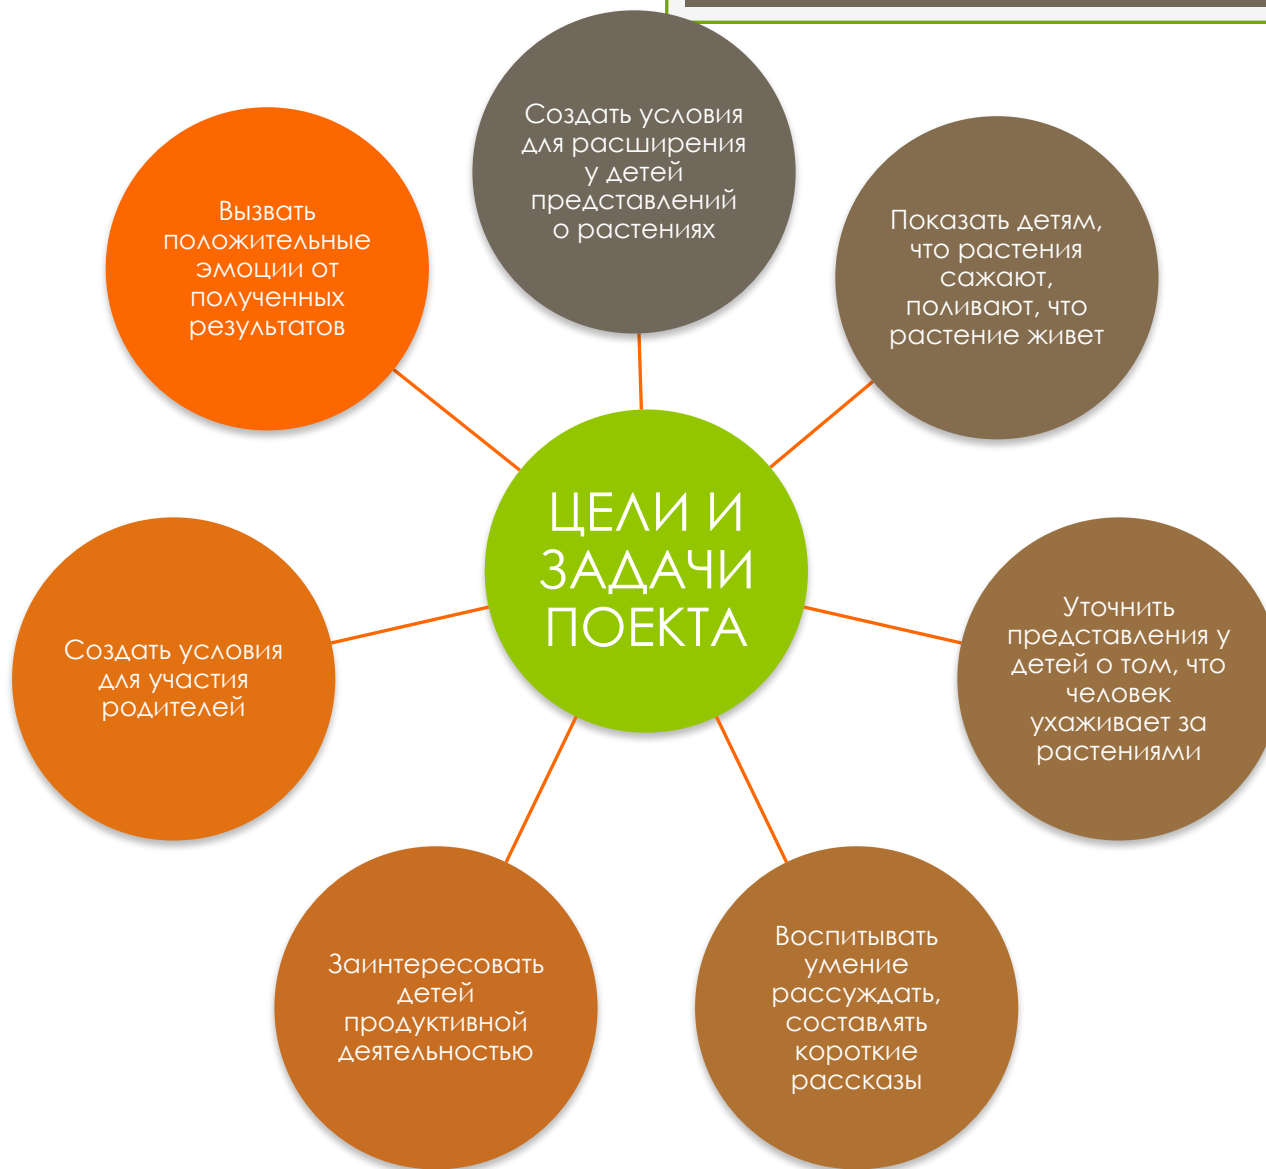 Создать условия
для расширения
у детей
представлений
о растениях
Показать детям,
что растения
сажают,
поливают, что
растение живет
Уточнить
представления у
детей о том, что
человек
ухаживает за
растениями
Воспитывать
умение
рассуждать,
составлять
короткие
рассказы
Заинтересовать
детей
продуктивной
деятельностью
Создать условия
для участия
родителей
Вызвать
положительные
эмоции от
полученных
результатов
ЦЕЛИ И
ЗАДАЧИ
ПОЕКТА